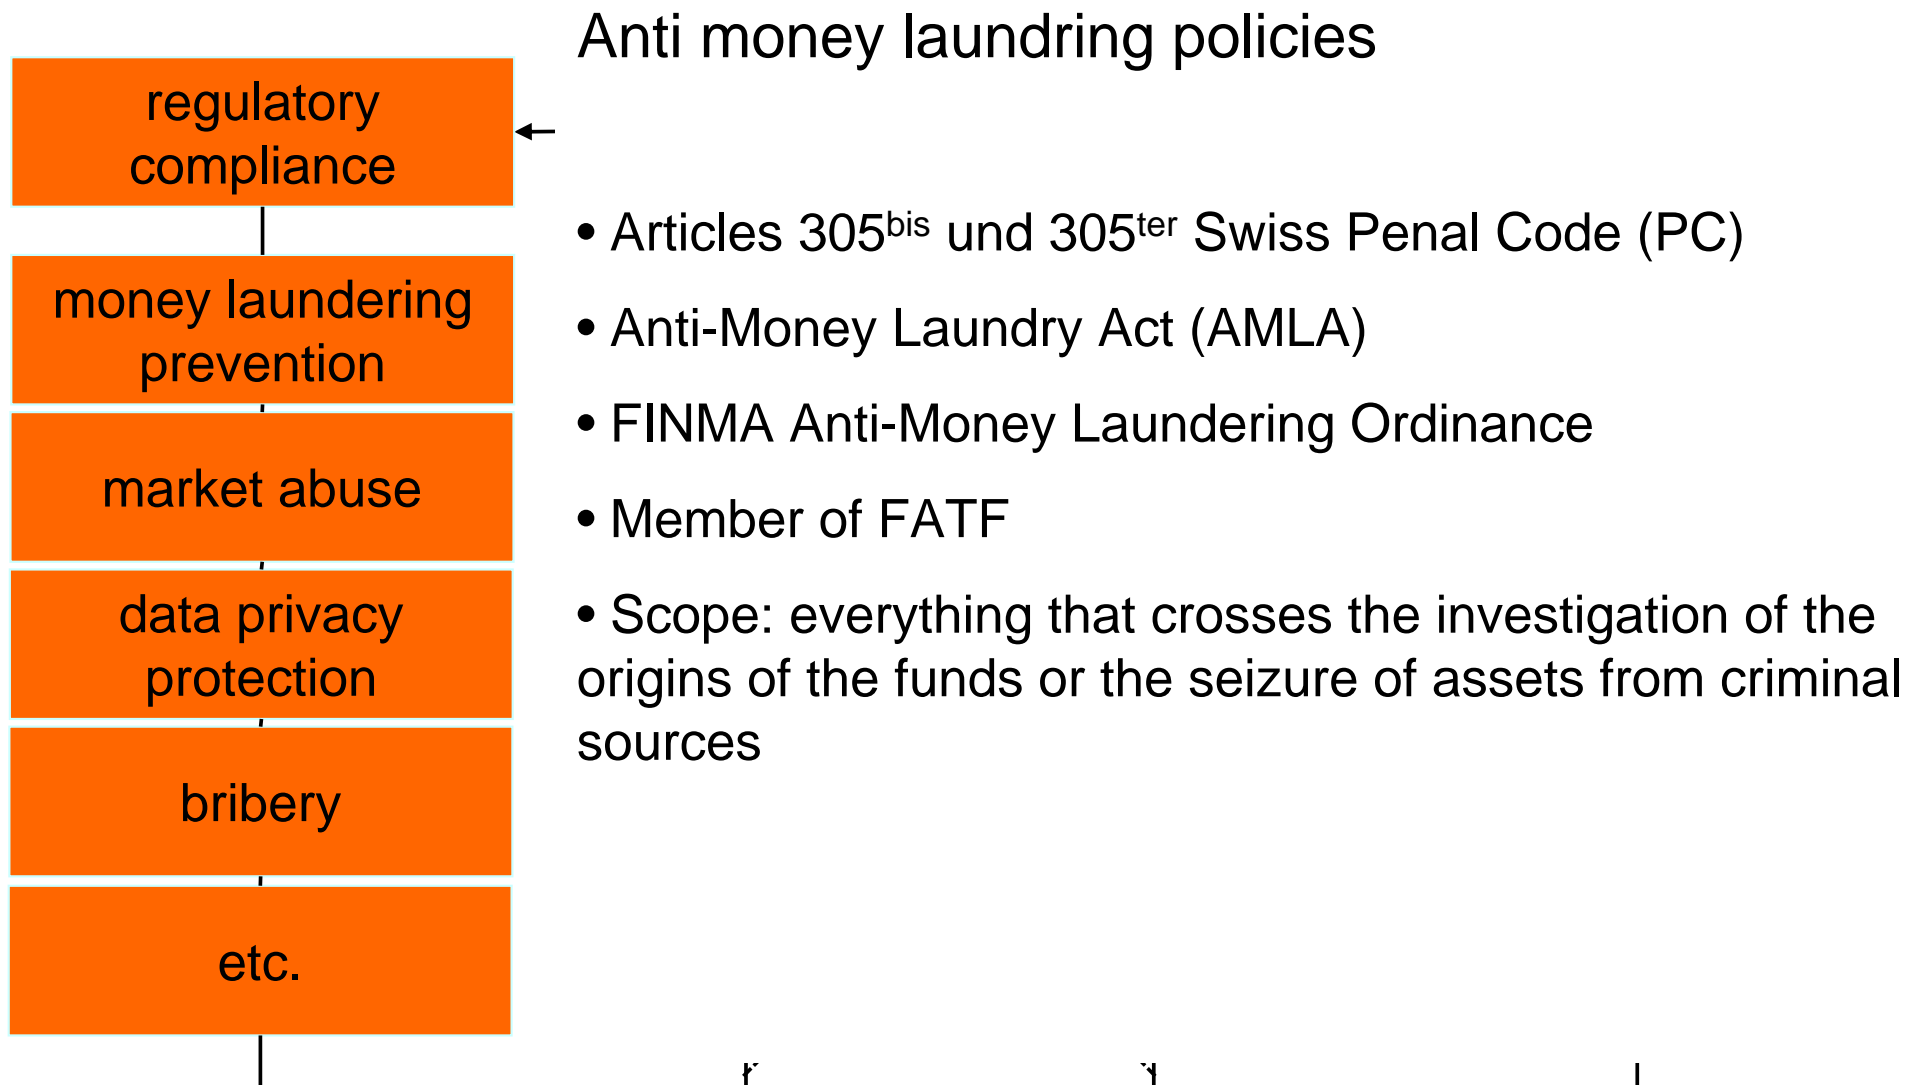 Anti money laundring policies
regulatory
compliance
money laundering
prevention
market abuse
data privacy
protection
bribery
etc.
• Articles 305bis und 305ter Swiss Penal Code (PC)
• Anti-Money Laundry Act (AMLA)
• FINMA Anti-Money Laundering Ordinance
• Member of FATF
• Scope: everything that crosses the investigation of the
origins of the funds or the seizure of assets from criminal
sources